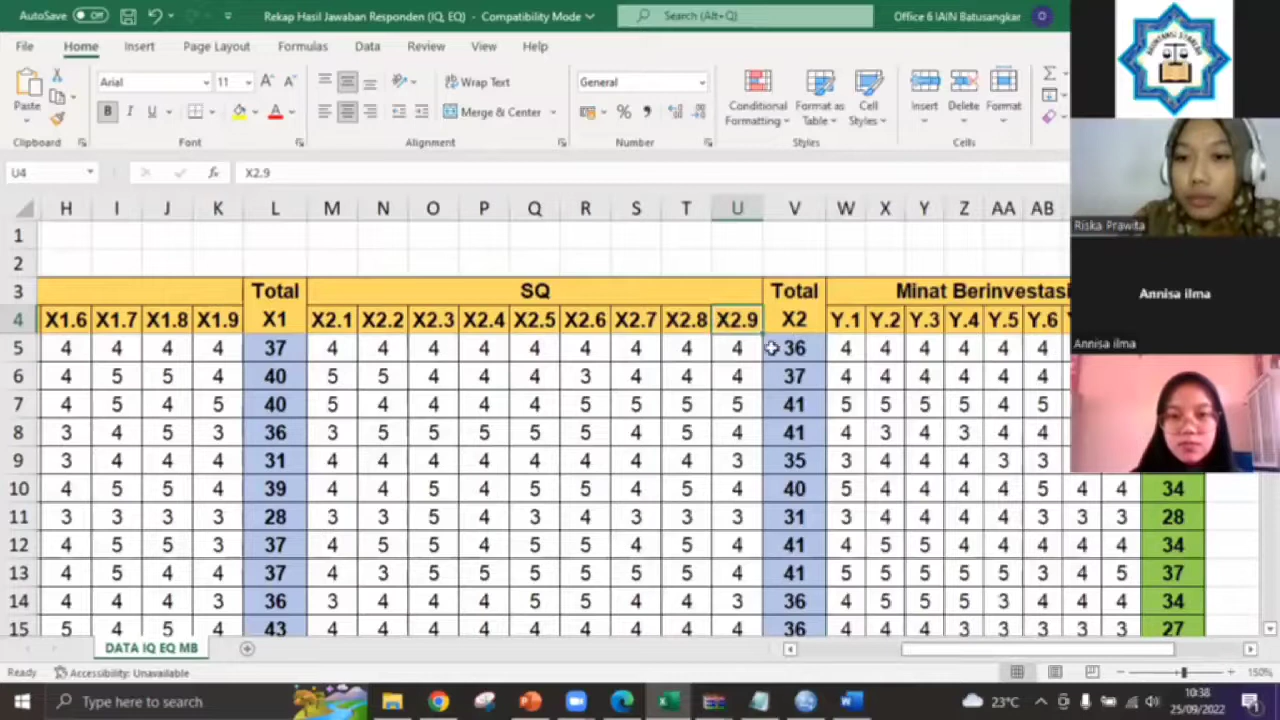 AutoSave Off Rekap Hasil Jawaban Responden (IQ, EQ) - Compatibility Mode Search (Alt+Q) Office 6 IAIN Batusangkar O
File Home Insert Page Layout Formulas Data Review View Help
Paste Arial 11 Wrap Text General Conditional Formatting Format as Table Cell Styles Insert Delete Format
B I U A Merge & Center % 
Clipboard Font Alignment Number Styles Cells
U4 fx X2.9
H I J K L M N O P Q R S T U V W X Y Z AA AB
1
2
3 Total SQ Total Minat Berinvestasi
4 X1.6 X1.7 X1.8 X1.9 X1 X2.1 X2.2 X2.3 X2.4 X2.5 X2.6 X2.7 X2.8 X2.9 X2 Y.1 Y.2 Y.3 Y.4 Y.5 Y.6
5 4 4 4 4 37 4 4 4 4 4 4 4 4 4 36 4 4 4 4 4 4
6 4 5 5 4 40 5 5 4 4 4 3 4 4 4 37 4 4 4 4 4 4
7 4 5 4 5 40 5 4 4 4 4 5 5 5 5 41 5 5 5 5 4 5
8 3 4 5 3 36 3 5 5 5 5 5 4 5 4 41 4 3 4 3 4 4
9 3 4 4 4 31 4 4 4 4 4 4 4 4 3 35 3 4 4 4 3 3
10 4 5 5 4 39 4 4 5 4 5 5 4 5 4 40 5 4 4 4 4 5 4 4 34
11 3 3 3 3 28 3 3 5 4 3 4 3 3 3 31 3 4 4 4 4 3 3 3 28
12 4 5 5 3 37 4 5 5 4 5 5 4 5 4 41 4 5 5 4 4 4 4 4 34
13 4 5 4 4 37 4 3 5 5 5 5 5 5 4 41 5 5 5 5 5 3 4 5 37
14 4 4 4 3 36 3 4 4 4 5 5 4 4 3 36 4 5 5 5 3 4 4 4 34
15 5 4 5 4 43 4 4 4 4 4 4 4 4 4 36 4 4 4 3 3 3 3 3 27
DATA IQ EQ MB
Ready Accessibility: Unavailable 150%
Type here to search 23°C 10:38
25/09/2022
AKUNTANSI SYARIAH
Riska Prawita
Annisa ilma
Annisa ilma